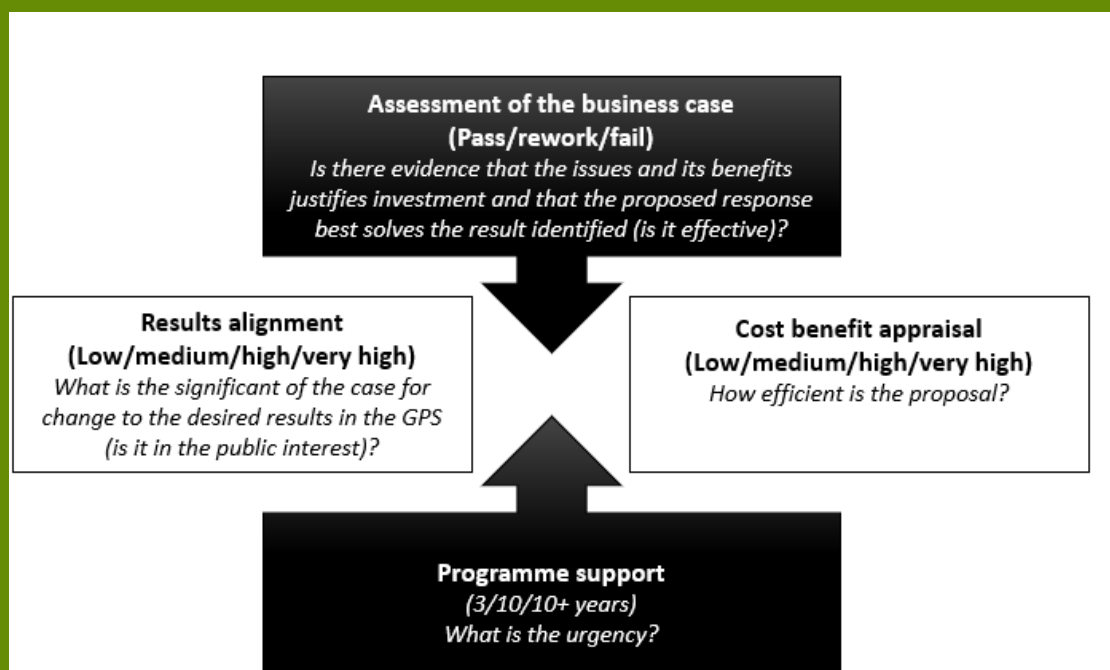 Assessment of the business case
(Pass/rework/fail)
Is there evidence that the issues and its benefits
justifies investment and that the proposed response
best solves the result identified (is it effective)?
Results alignment
(Low/medium/high/very high)
What is the significant of the case for
change to the desired results in the GPS
(is it in the public interest)?
Cost benefit appraisal
(Low/medium/high/very high)
How efficient is the proposal?
Programme support
(3/10/10+ years)
What is the urgency?